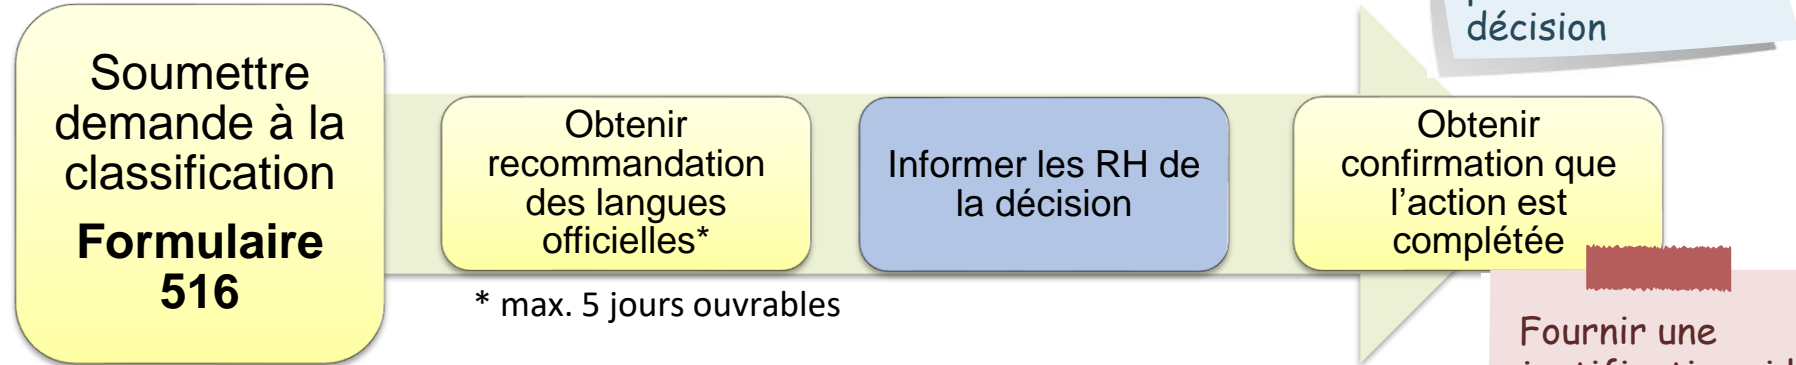 Soumettre
demande à la
classification
Formulaire
516
Obtenir
recommandation
des langues
officielles*
* max. 5 jours ouvrables
Informer les RH de
la décision
Obtenir
confirmation que
l'action est
complétée
décision
Fournir une